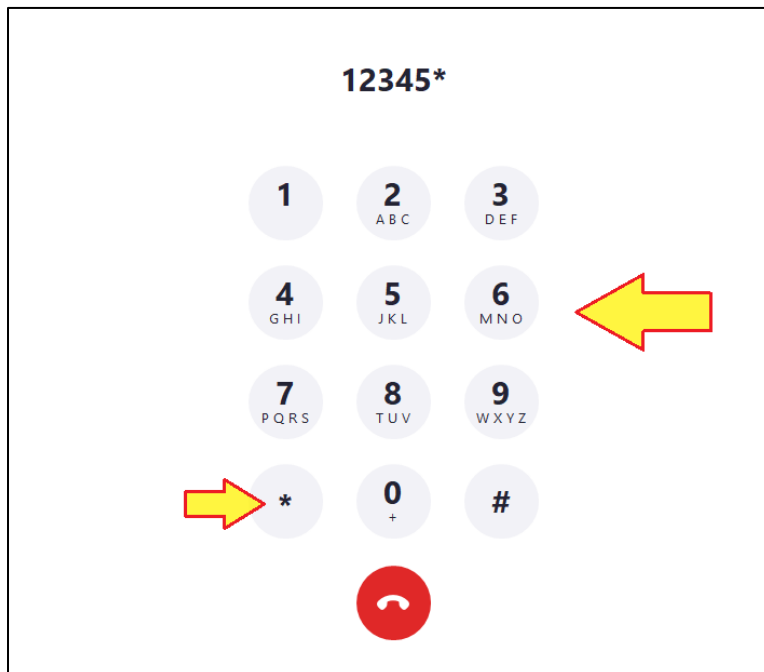 12345*
1 2 3
ABC DEF
4 5 6
GHI JKL MNO
7 8 9
PQRS TUV WXYZ
* 0 #
+